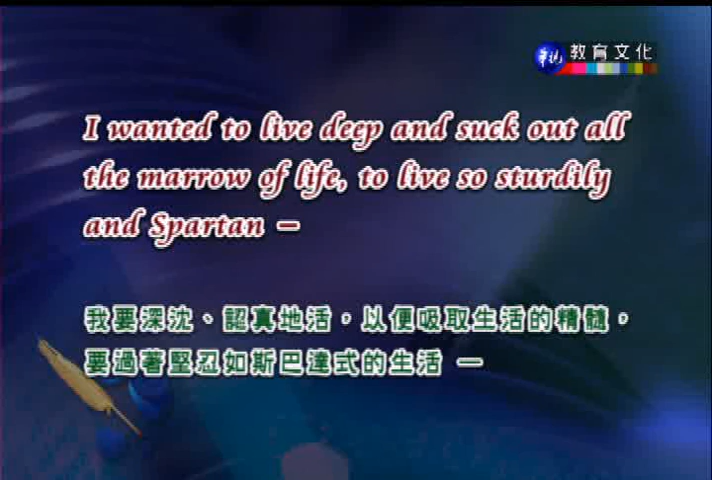 華視 教育文化
I wanted to live deep and suck out all
the marrow of life, to live so sturdily
and Spartan –
我要深沈、認真地活，以便吸取生活的精髓，
要過著堅忍如斯巴達式的生活 —